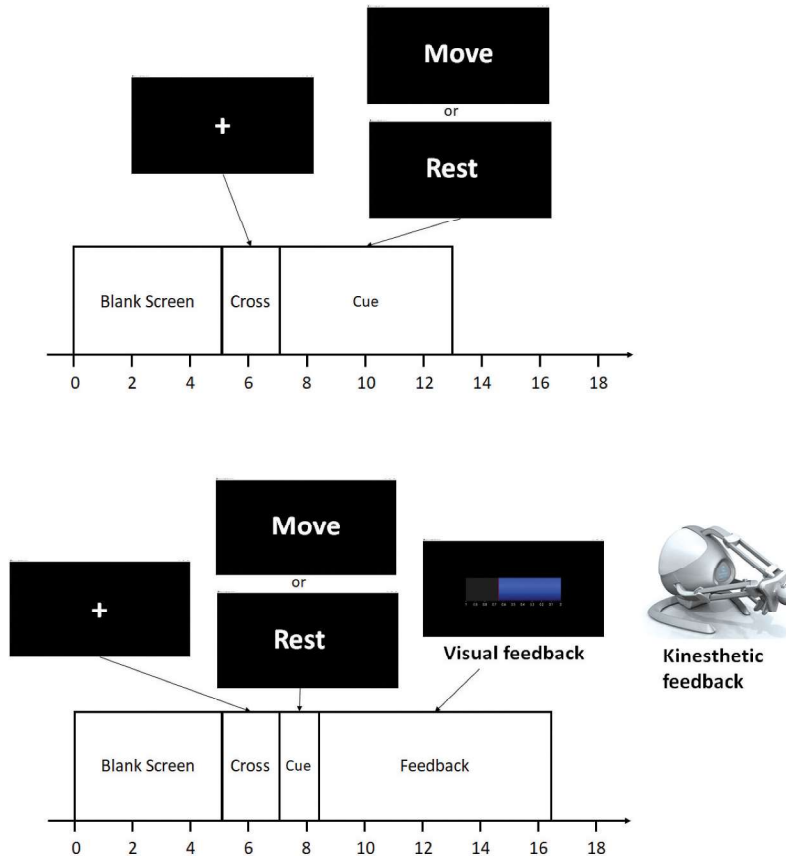 Move
or
+
Rest
Blank Screen
Cross
Cue
0 2 4 6 8 10 12 14 16 18
Move
or
+
Rest
Visual feedback
Kinesthetic
feedback
Blank Screen
Cross
Cue
Feedback
0 2 4 6 8 10 12 14 16 18